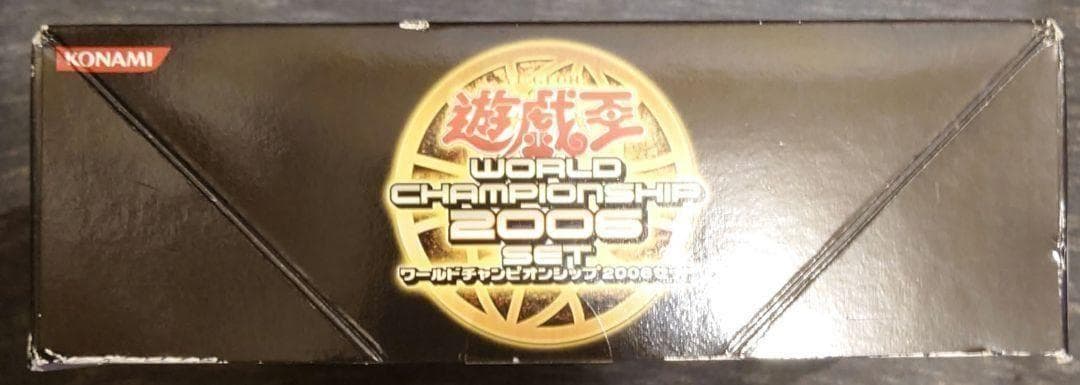 KONAMI
遊戯王
WORLD
CHAMPIONSHIP
2006
SET
ワールドチャンピオンシップ2006セット